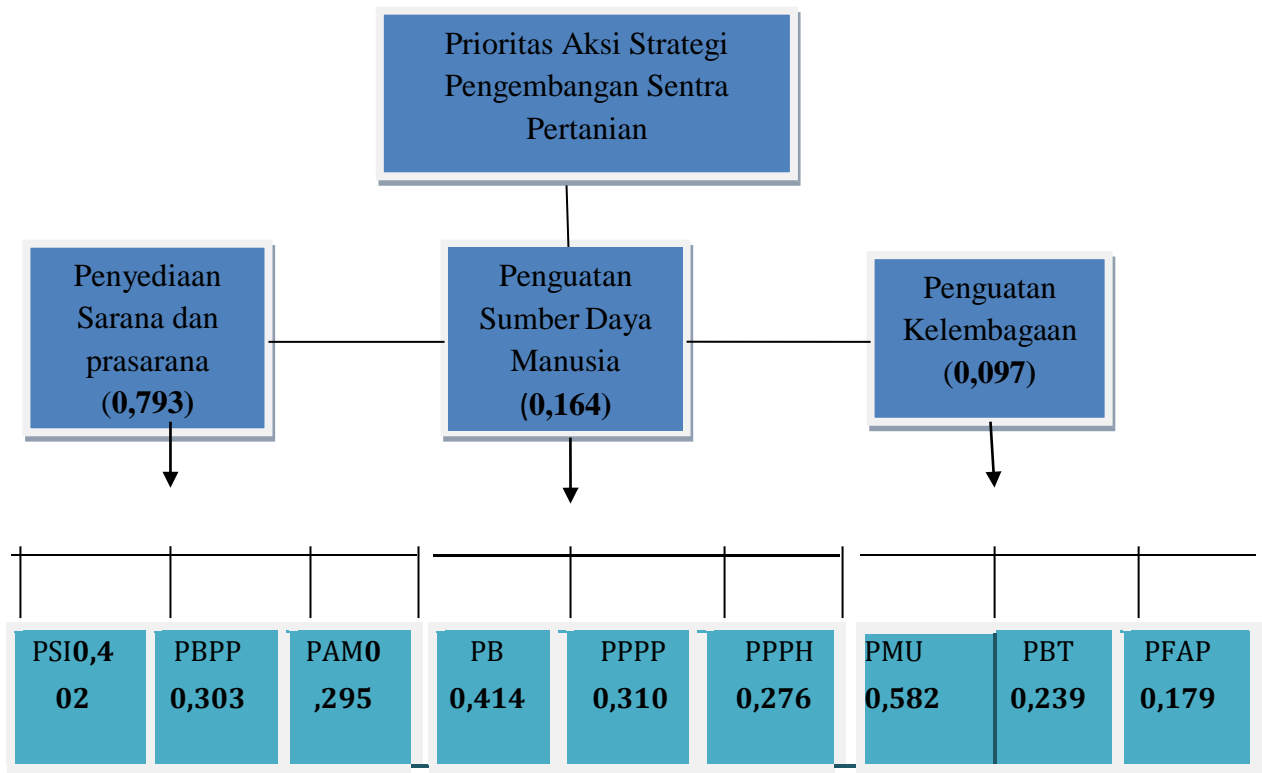 Prioritas Aksi Strategi
Pengembangan Sentra
Pertanian
Penyediaan
Sarana dan
prasarana
(0,793)
Penguatan
Sumber Daya
Manusia
(0,164)
Penguatan
Kelembagaan
(0,097)
PSI0,4
02
PBPP
0,303
PAM0
,295
PB
0,414
PPPP
0,310
PPPH
0,276
PMU
0,582
PBT
0,239
PFAP
0,179